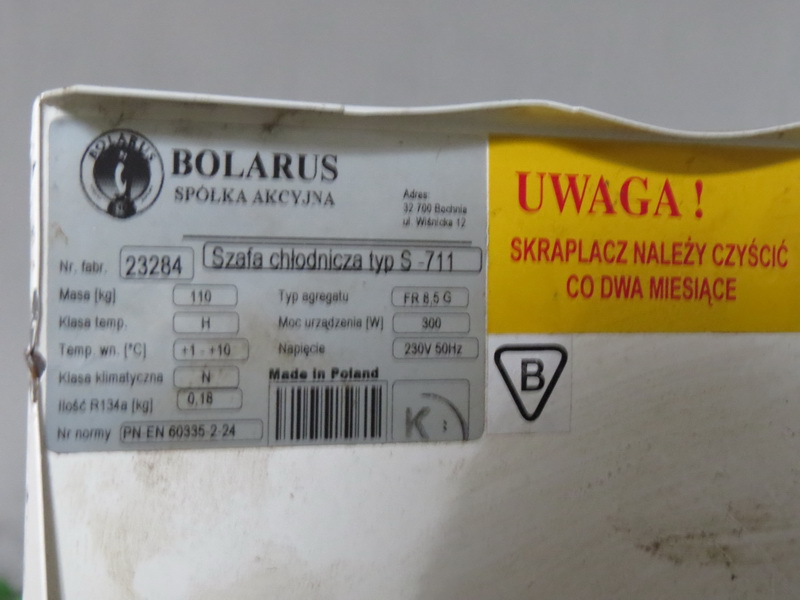 BOLARUS
BOLARUS
SPÓŁKA AKCYJNA
Adres:
32 700 Bochnia
ul. Wiśnicka 12
Nr. fabr. 23284 Szafa chłodnicza typ S -711
Masa [kg] 110 Typ agregatu FR 8,5 G
Klasa temp. H Moc urządzenia [W] 300
Temp. wn. [°C] +1 - +10 Napięcie 230V 50Hz
Klasa klimatyczna N Made in Poland
Ilość R134a [kg] 0,18
Nr normy PN-EN 60335-2-24
K
UWAGA !
SKRAPLACZ NALEŻY CZYŚCIĆ
CO DWA MIESIĄCE
B